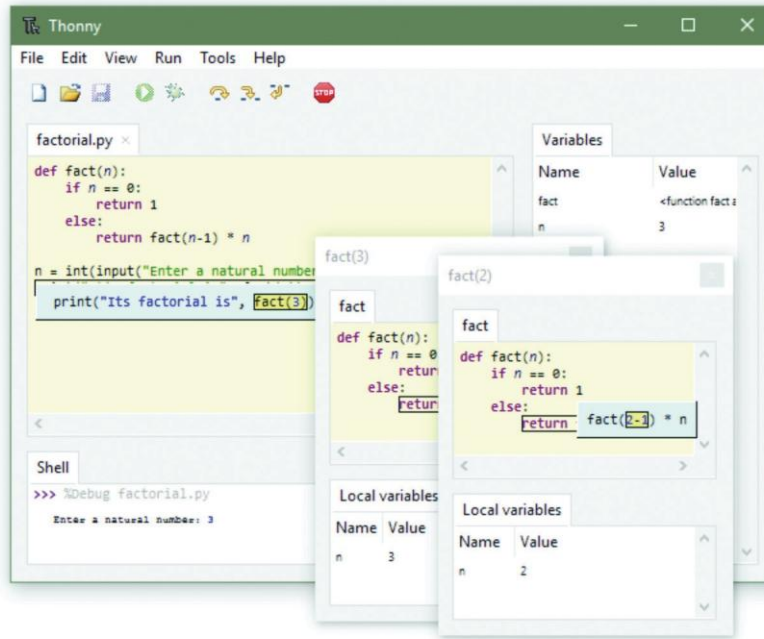 Thonny
File Edit View Run Tools Help
STOP
factorial.py ×
def fact(n):
if n == 0:
return 1
else:
return fact(n-1) * n
n = int(input("Enter a natural number
print("Its factorial is", fact(3))
Variables
Name Value
fact <function fact a
n 3
Shell
>>> %Debug factorial.py
Enter a natural number: 3
fact(3)
fact
def fact(n):
if n == 0
retur
else:
retur
Local variables
Name Value
n 3
fact(2)
fact
def fact(n):
if n == 0:
return 1
else:
return fact(2-1) * n
Local variables
Name Value
n 2